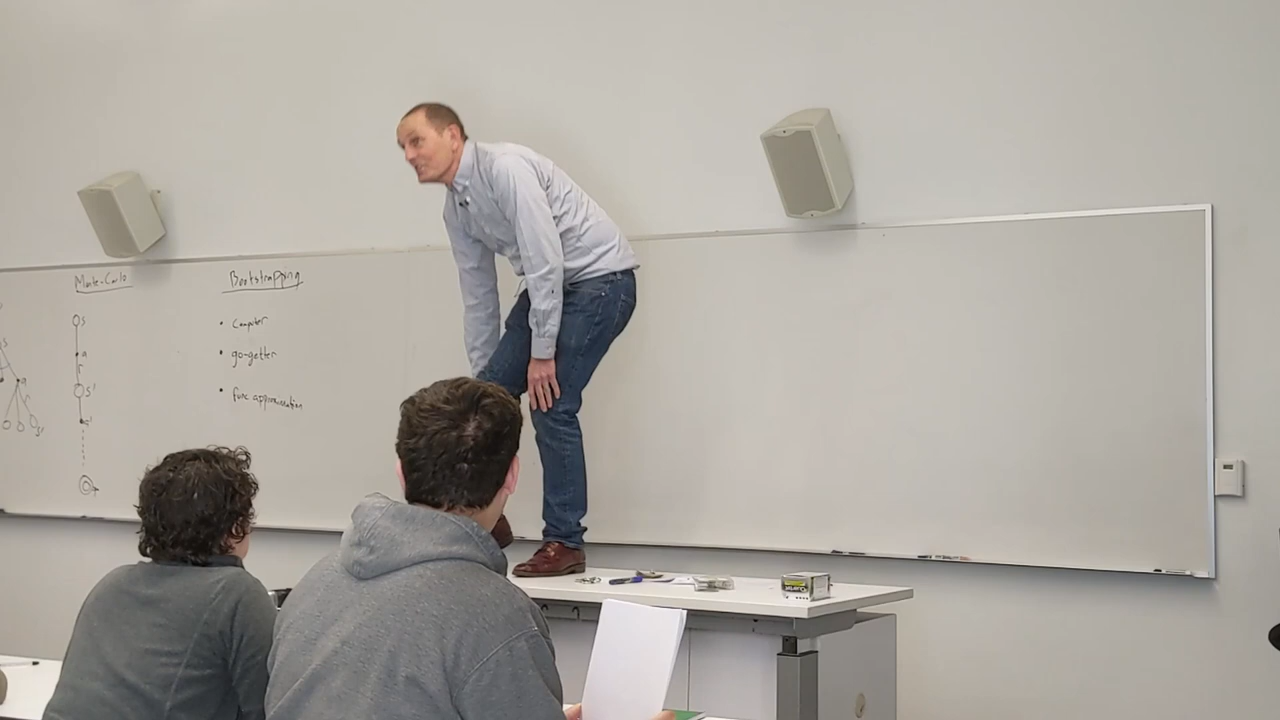 Monte-Carlo
Bootstrapping
S
• Computer
S
a
• go-getter
a
r
S'
• func approximation
a'
S'